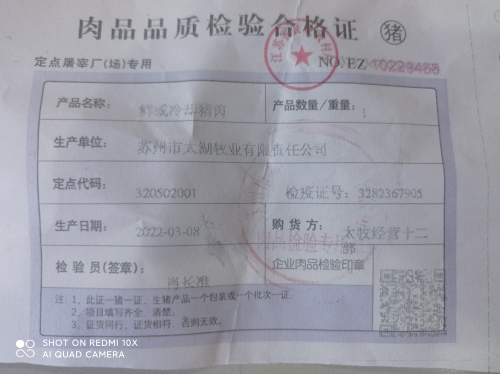 肉品品质检验合格证 猪
定点屠宰厂(场)专用 NO:EZ
产品名称: 鲜或冷却猪肉 产品数量/重量: 1
生产单位: 苏州市太湖牧业有限责任公司
定点代码: 320502001 检疫证号: 3282367905
生产日期: 2022-03-08 购货方: 太牧经营十二部
检验员(签章): 肖长准 企业肉品检验印章
注: 1、此证一猪一证、生猪产品一个包装或一个批次一证。
2、项目填写齐全、清楚。
3、证货同行、证货相符、否则无效。
SHOT ON REDMI 10X
AI QUAD CAMERA